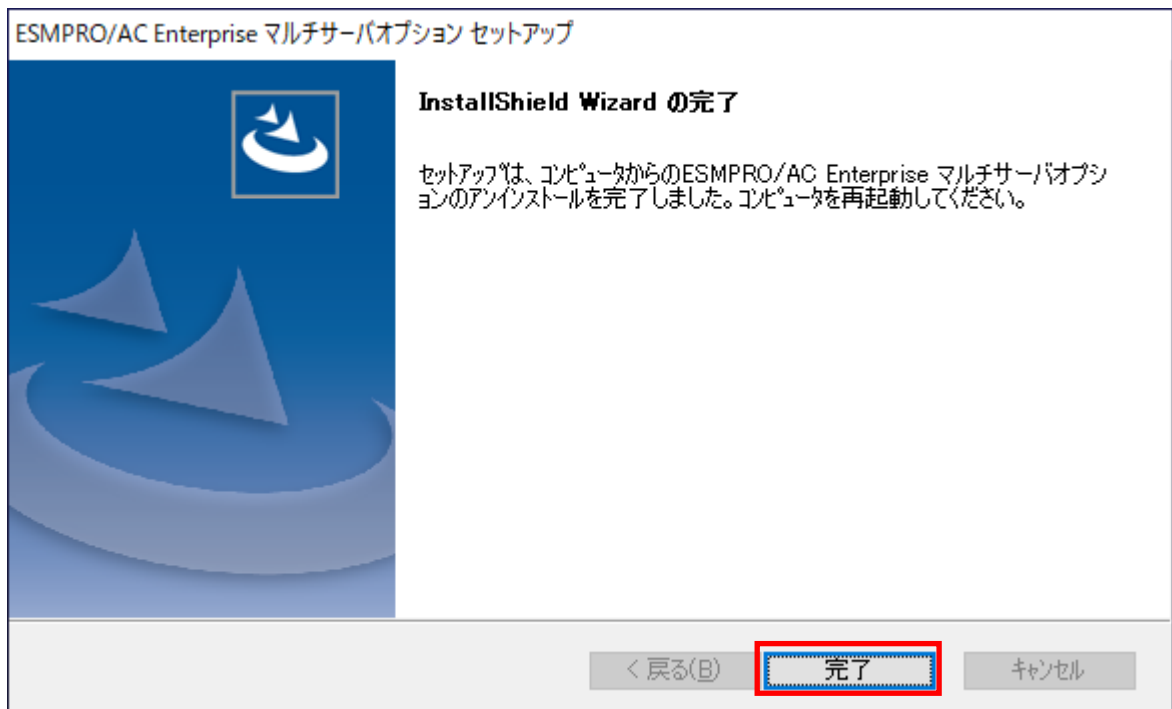 ESMPRO/AC Enterprise マルチサーバオプション セットアップ
InstallShield Wizard の完了
セットアップは、コンピュータからのESMPRO/AC Enterprise マルチサーバオプシ
ョンのアンインストールを完了しました。コンピュータを再起動してください。
< 戻る(B) 完了 キャンセル